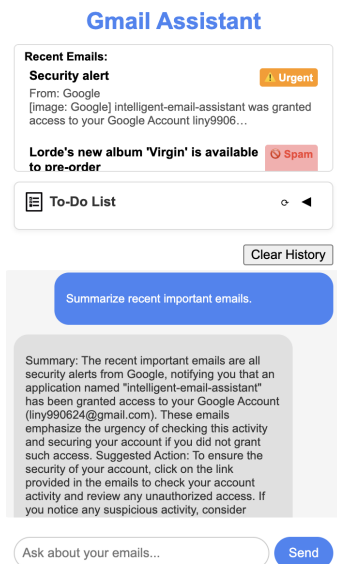 Gmail Assistant
Recent Emails:
Security alert
⚠️ Urgent
From: Google
[image: Google] intelligent-email-assistant was granted
access to your Google Account liny9906…
Lorde's new album 'Virgin' is available
to pre-order
🚫 Spam
To-Do List
Clear History
Summarize recent important emails.
Summary: The recent important emails are all
security alerts from Google, notifying you that an
application named "intelligent-email-assistant"
has been granted access to your Google Account
(liny990624@gmail.com). These emails
emphasize the urgency of checking this activity
and securing your account if you did not grant
such access. Suggested Action: To ensure the
security of your account, click on the link
provided in the emails to check your account
activity and review any unauthorized access. If
you notice any suspicious activity, consider
Ask about your emails...
Send